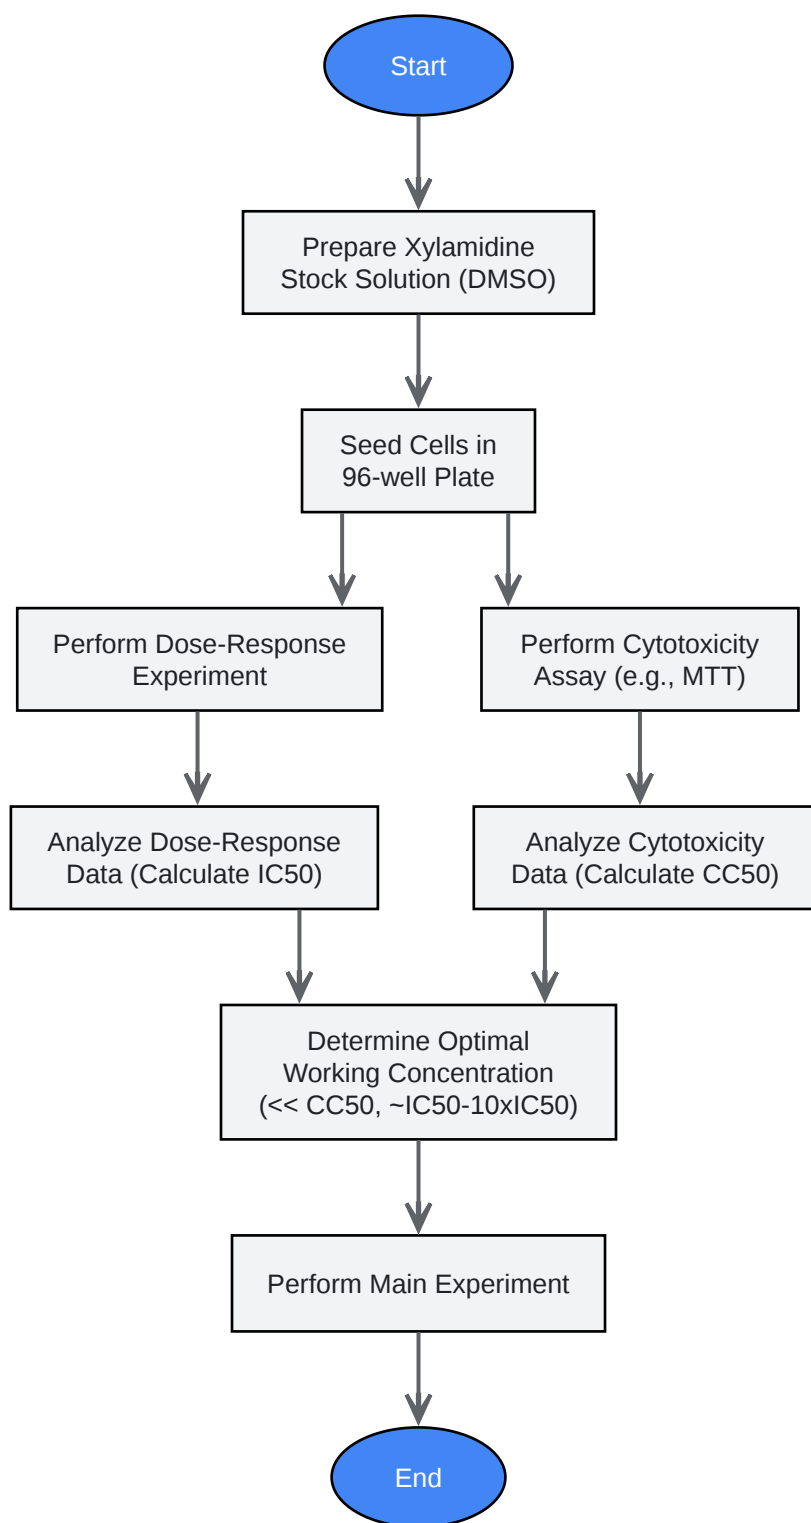 Start
Prepare Xylamidine
Stock Solution (DMSO)
Seed Cells in
96-well Plate
Perform Dose-Response
Experiment
Perform Cytotoxicity
Assay (e.g., MTT)
Analyze Dose-Response
Data (Calculate IC50)
Analyze Cytotoxicity
Data (Calculate CC50)
Determine Optimal
Working Concentration
(<< CC50, ~IC50-10xIC50)
Perform Main Experiment
End